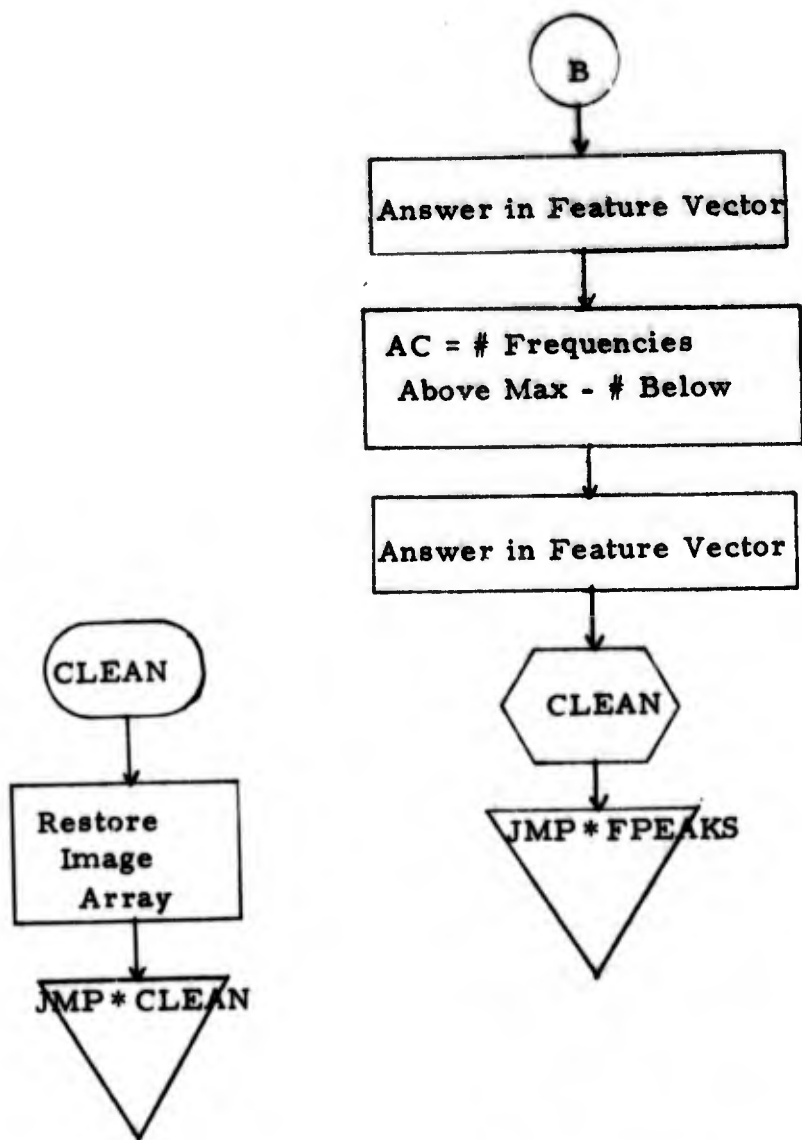 B
Answer in Feature Vector
AC = # Frequencies
Above Max - # Below
Answer in Feature Vector
CLEAN
JMP * FPEAKS
CLEAN
Restore
Image
Array
JMP * CLEAN